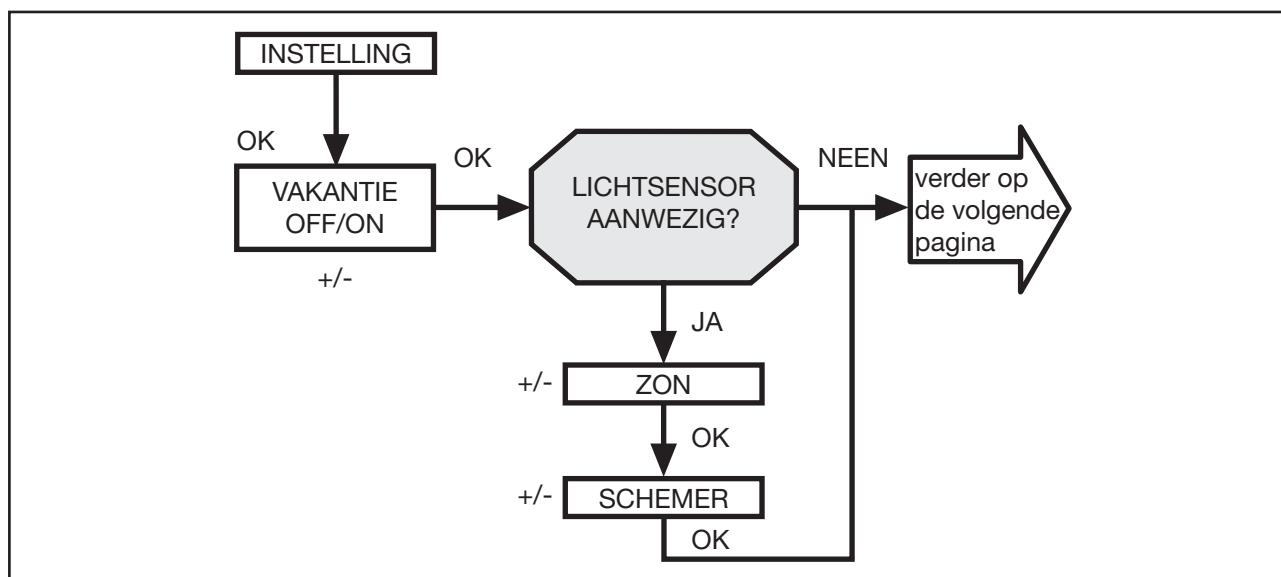 INSTELLING
OK
VAKANTIE
OFF/ON
+/-
OK
LICHTSENSOR
AANWEZIG?
NEEN
verder op
de volgende
pagina
JA
+/-
ZON
OK
+/-
SCHEMER
OK